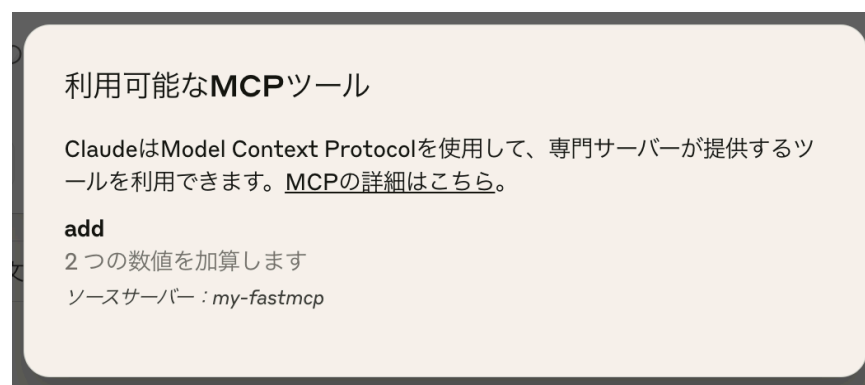 利用可能なMCPツール
ClaudeはModel Context Protocolを使用して、専門サーバーが提供するツ
ールを利用できます。MCPの詳細はこちら。
add
2 つの数値を加算します
ソースサーバー：my-fastmcp